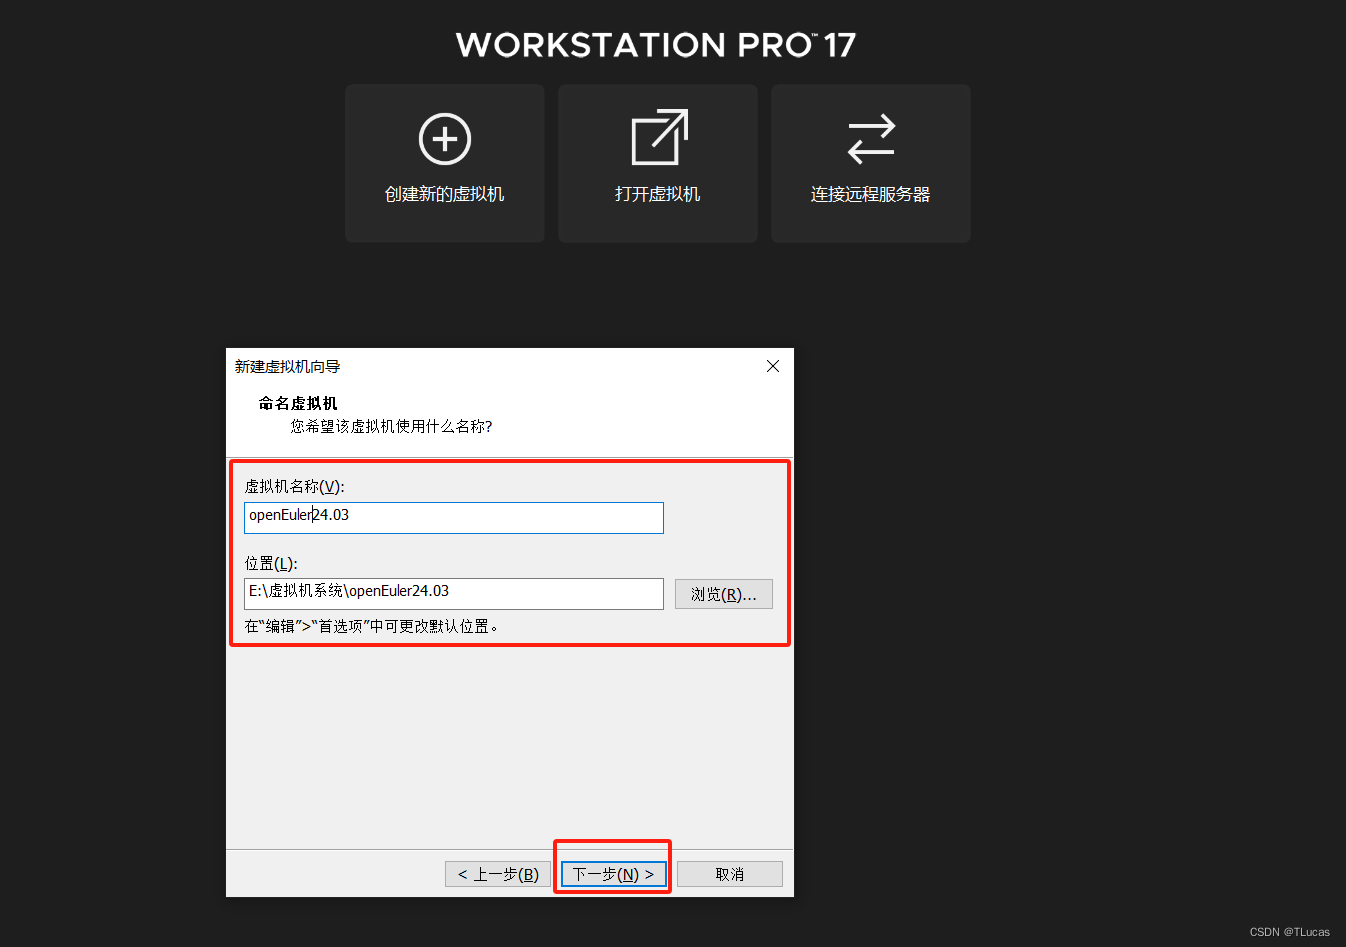 WORKSTATION PRO™ 17
创建新的虚拟机
打开虚拟机
连接远程服务器
新建虚拟机向导
命名虚拟机
您希望该虚拟机使用什么名称?
虚拟机名称(V):
openEuler24.03
位置(L):
E:\虚拟机系统\openEuler24.03
浏览(R)...
在“编辑”>“首选项”中可更改默认位置。
< 上一步(B)
下一步(N) >
取消
CSDN @TLucas